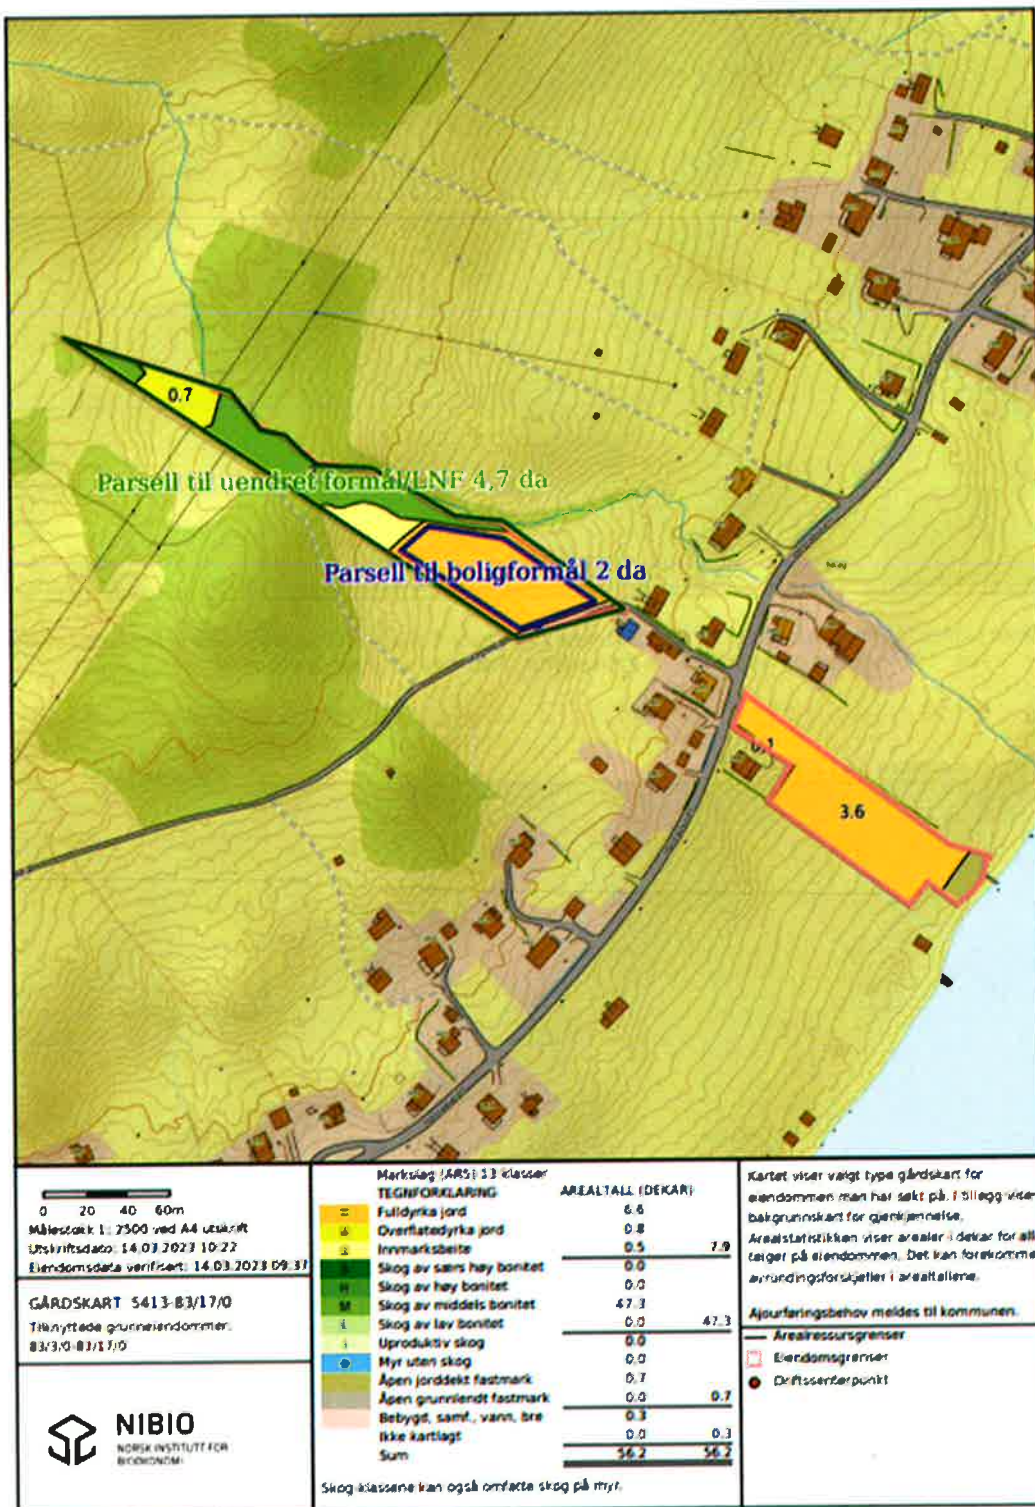 0.7
Parsell til uendret formål/LNF 4,7 da
Parsell til boligformål 2 da
3.6
0 20 40 60m
Målestokk 1: 2500 ved A4 utskrift
Utskriftsdato: 14.03.2023 10:22
Eiendomsdata verifisert: 14.03.2023 09:37
GÅRDSKART 5413-83/17/0
Tilknyttede grunneiendommer:
83/3/0-83/17/0
NIBIO
NORSK INSTITUTT FOR
BIOØKONOMI
Markslag (AR5) 13 klasser
TEGNFORKLARING AREALTALL (DEKAR)
Fulldyrka jord 6.6
Overflatedyrka jord 0.8
Innmarksbeite 0.5 7.9
Skog av særs høy bonitet 0.0
Skog av høy bonitet 0.0
Skog av middels bonitet 47.3
Skog av lav bonitet 0.0 47.3
Uproduktiv skog 0.0
Myr uten skog 0.0
Åpen jorddekt fastmark 0.7
Åpen grunnlendt fastmark 0.0 0.7
Bebygd, samf., vann, bre 0.3
Ikke kartlagt 0.0 0.3
Sum 56.2 56.2
Skog-klassene kan også omfatte skog på myr.
Kartet viser valgt type gårdskart for
eiendommen man har søkt på. I tillegg vises
bakgrunnskart for gjenkjennelse.
Arealstatistikken viser arealer i dekar for alle
teiger på eiendommen. Det kan forekomme
avrundingsforskjeller i arealtallene.
Ajourføringsbehov meldes til kommunen.
Arealressursgrenser
Eiendomsgrenser
Driftssenterpunkt